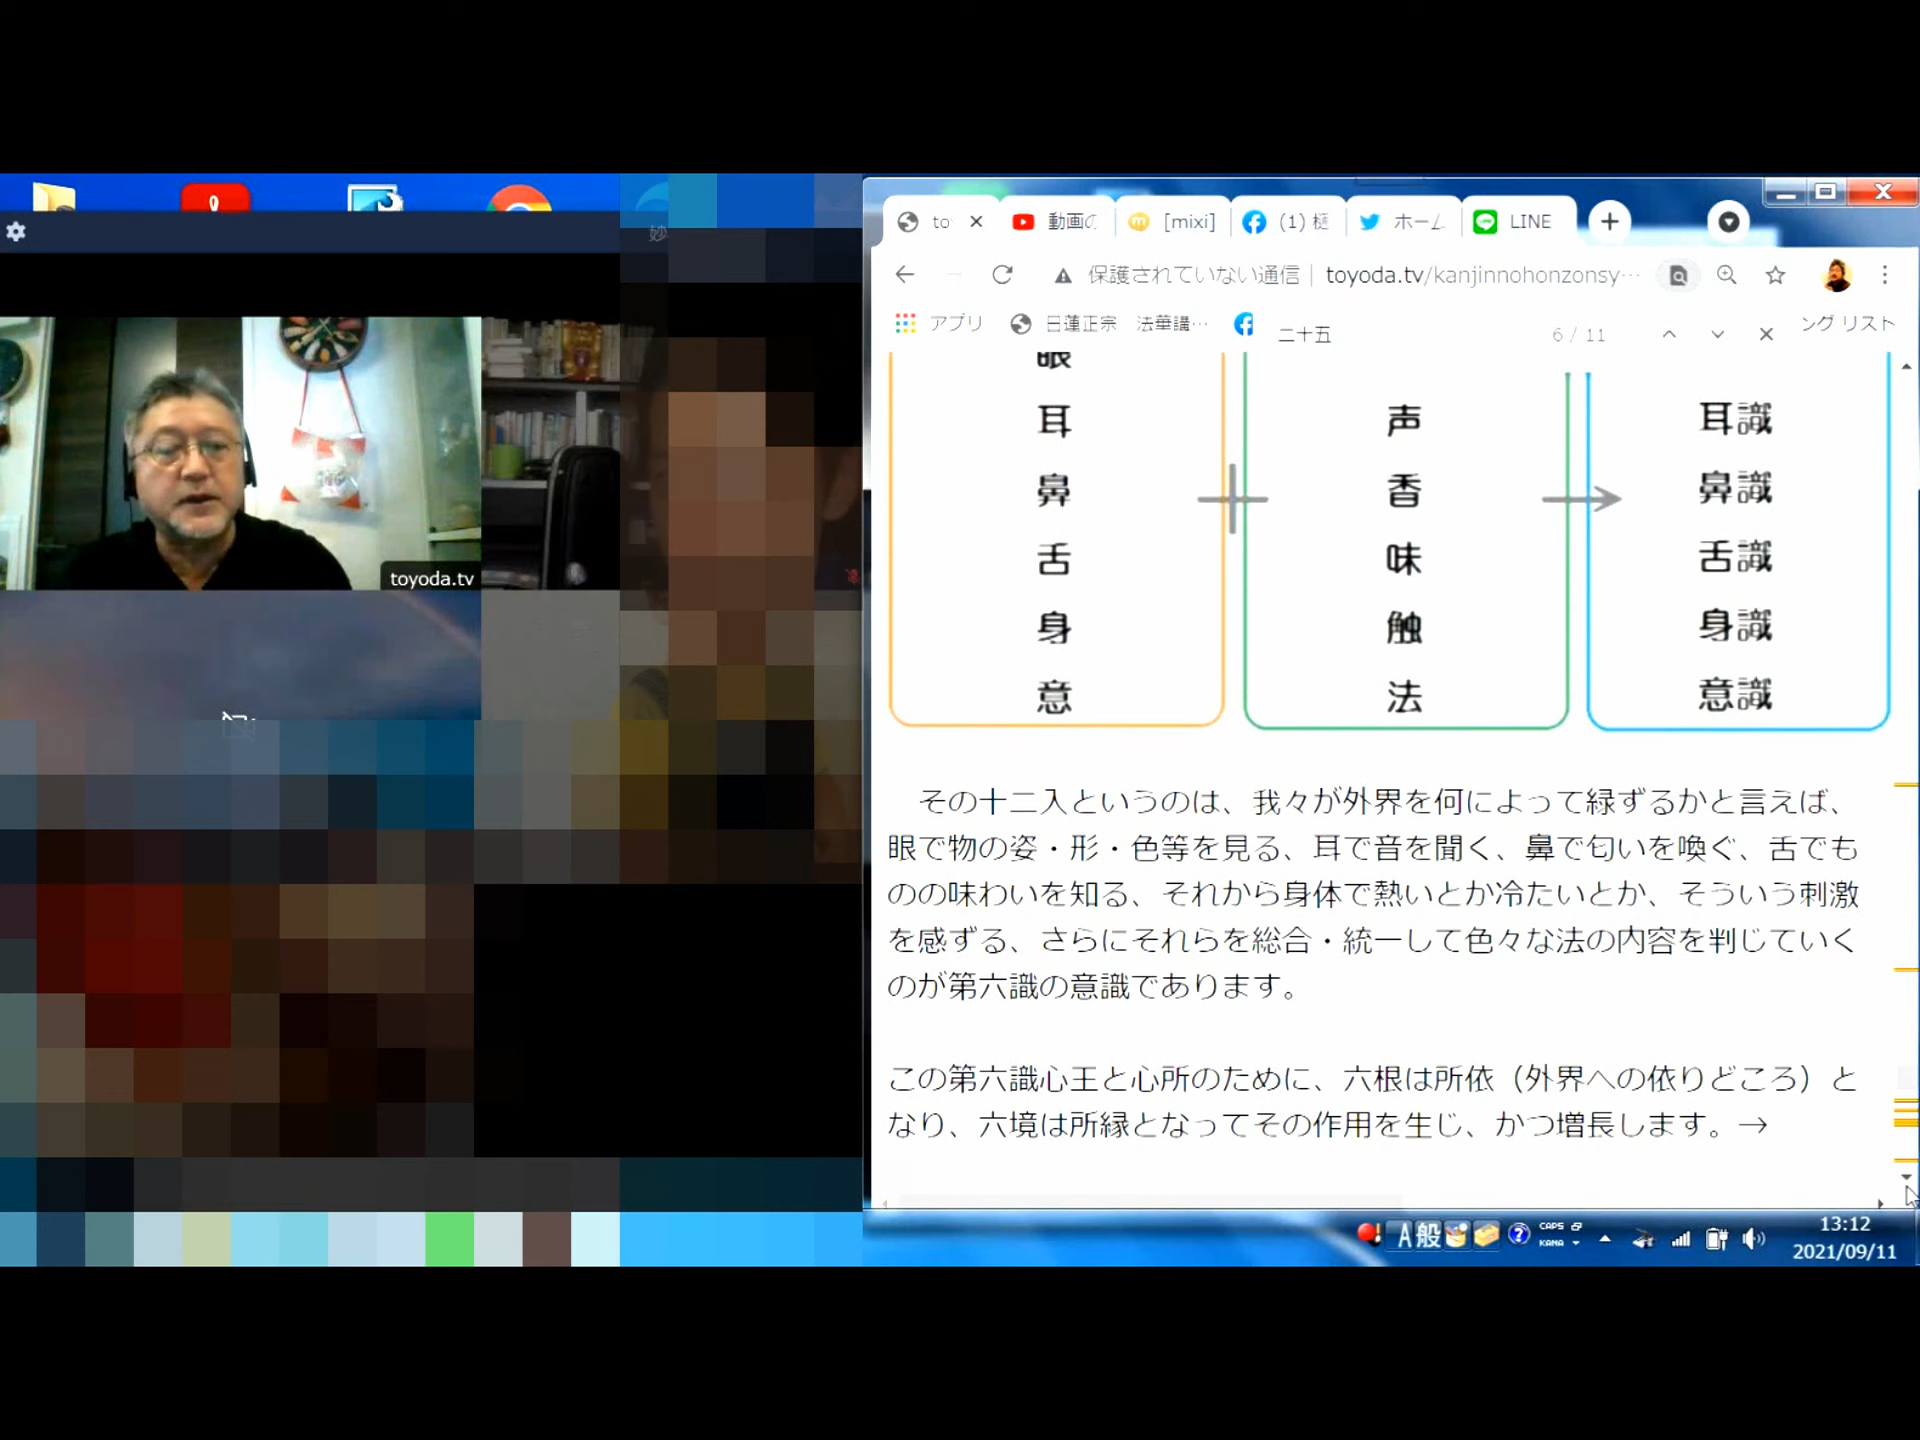 妙
toyoda.tv
to
動画の
[mixi]
(1) 樋
ホーム
LINE
保護されていない通信
toyoda.tv/kanjinnohonzonsy…
アプリ
日蓮正宗 法華講…
二十五
6 / 11
ング リスト
眼
耳
鼻
舌
身
意
声
香
味
触
法
耳識
鼻識
舌識
身識
意識
その十二入というのは、我々が外界を何によって緑ずるかと言えば、
眼で物の姿・形・色等を見る、耳で音を聞く、鼻で匂いを喚ぐ、舌でも
のの味わいを知る、それから身体で熱いとか冷たいとか、そういう刺激
を感ずる、さらにそれらを総合・統一して色々な法の内容を判じていく
のが第六識の意識であります。
この第六識心王と心所のために、六根は所依（外界への依りどころ）と
なり、六境は所縁となってその作用を生じ、かつ増長します。→
A 般
CAPS
KANA
13:12
2021/09/11